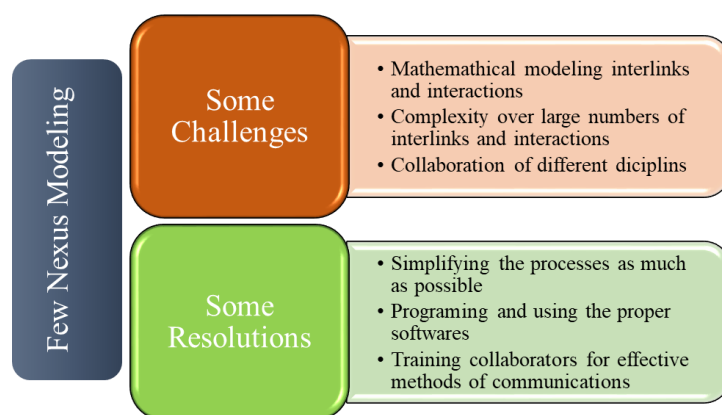 Few Nexus Modeling
Some
Challenges
• Mathemathical modeling interlinks
and interactions
• Complexity over large numbers of
interlinks and interactions
• Collaboration of different diciplins
Some
Resolutions
• Simplifying the processes as much
as possible
• Programing and using the proper
softwares
• Training collaborators for effective
methods of communications